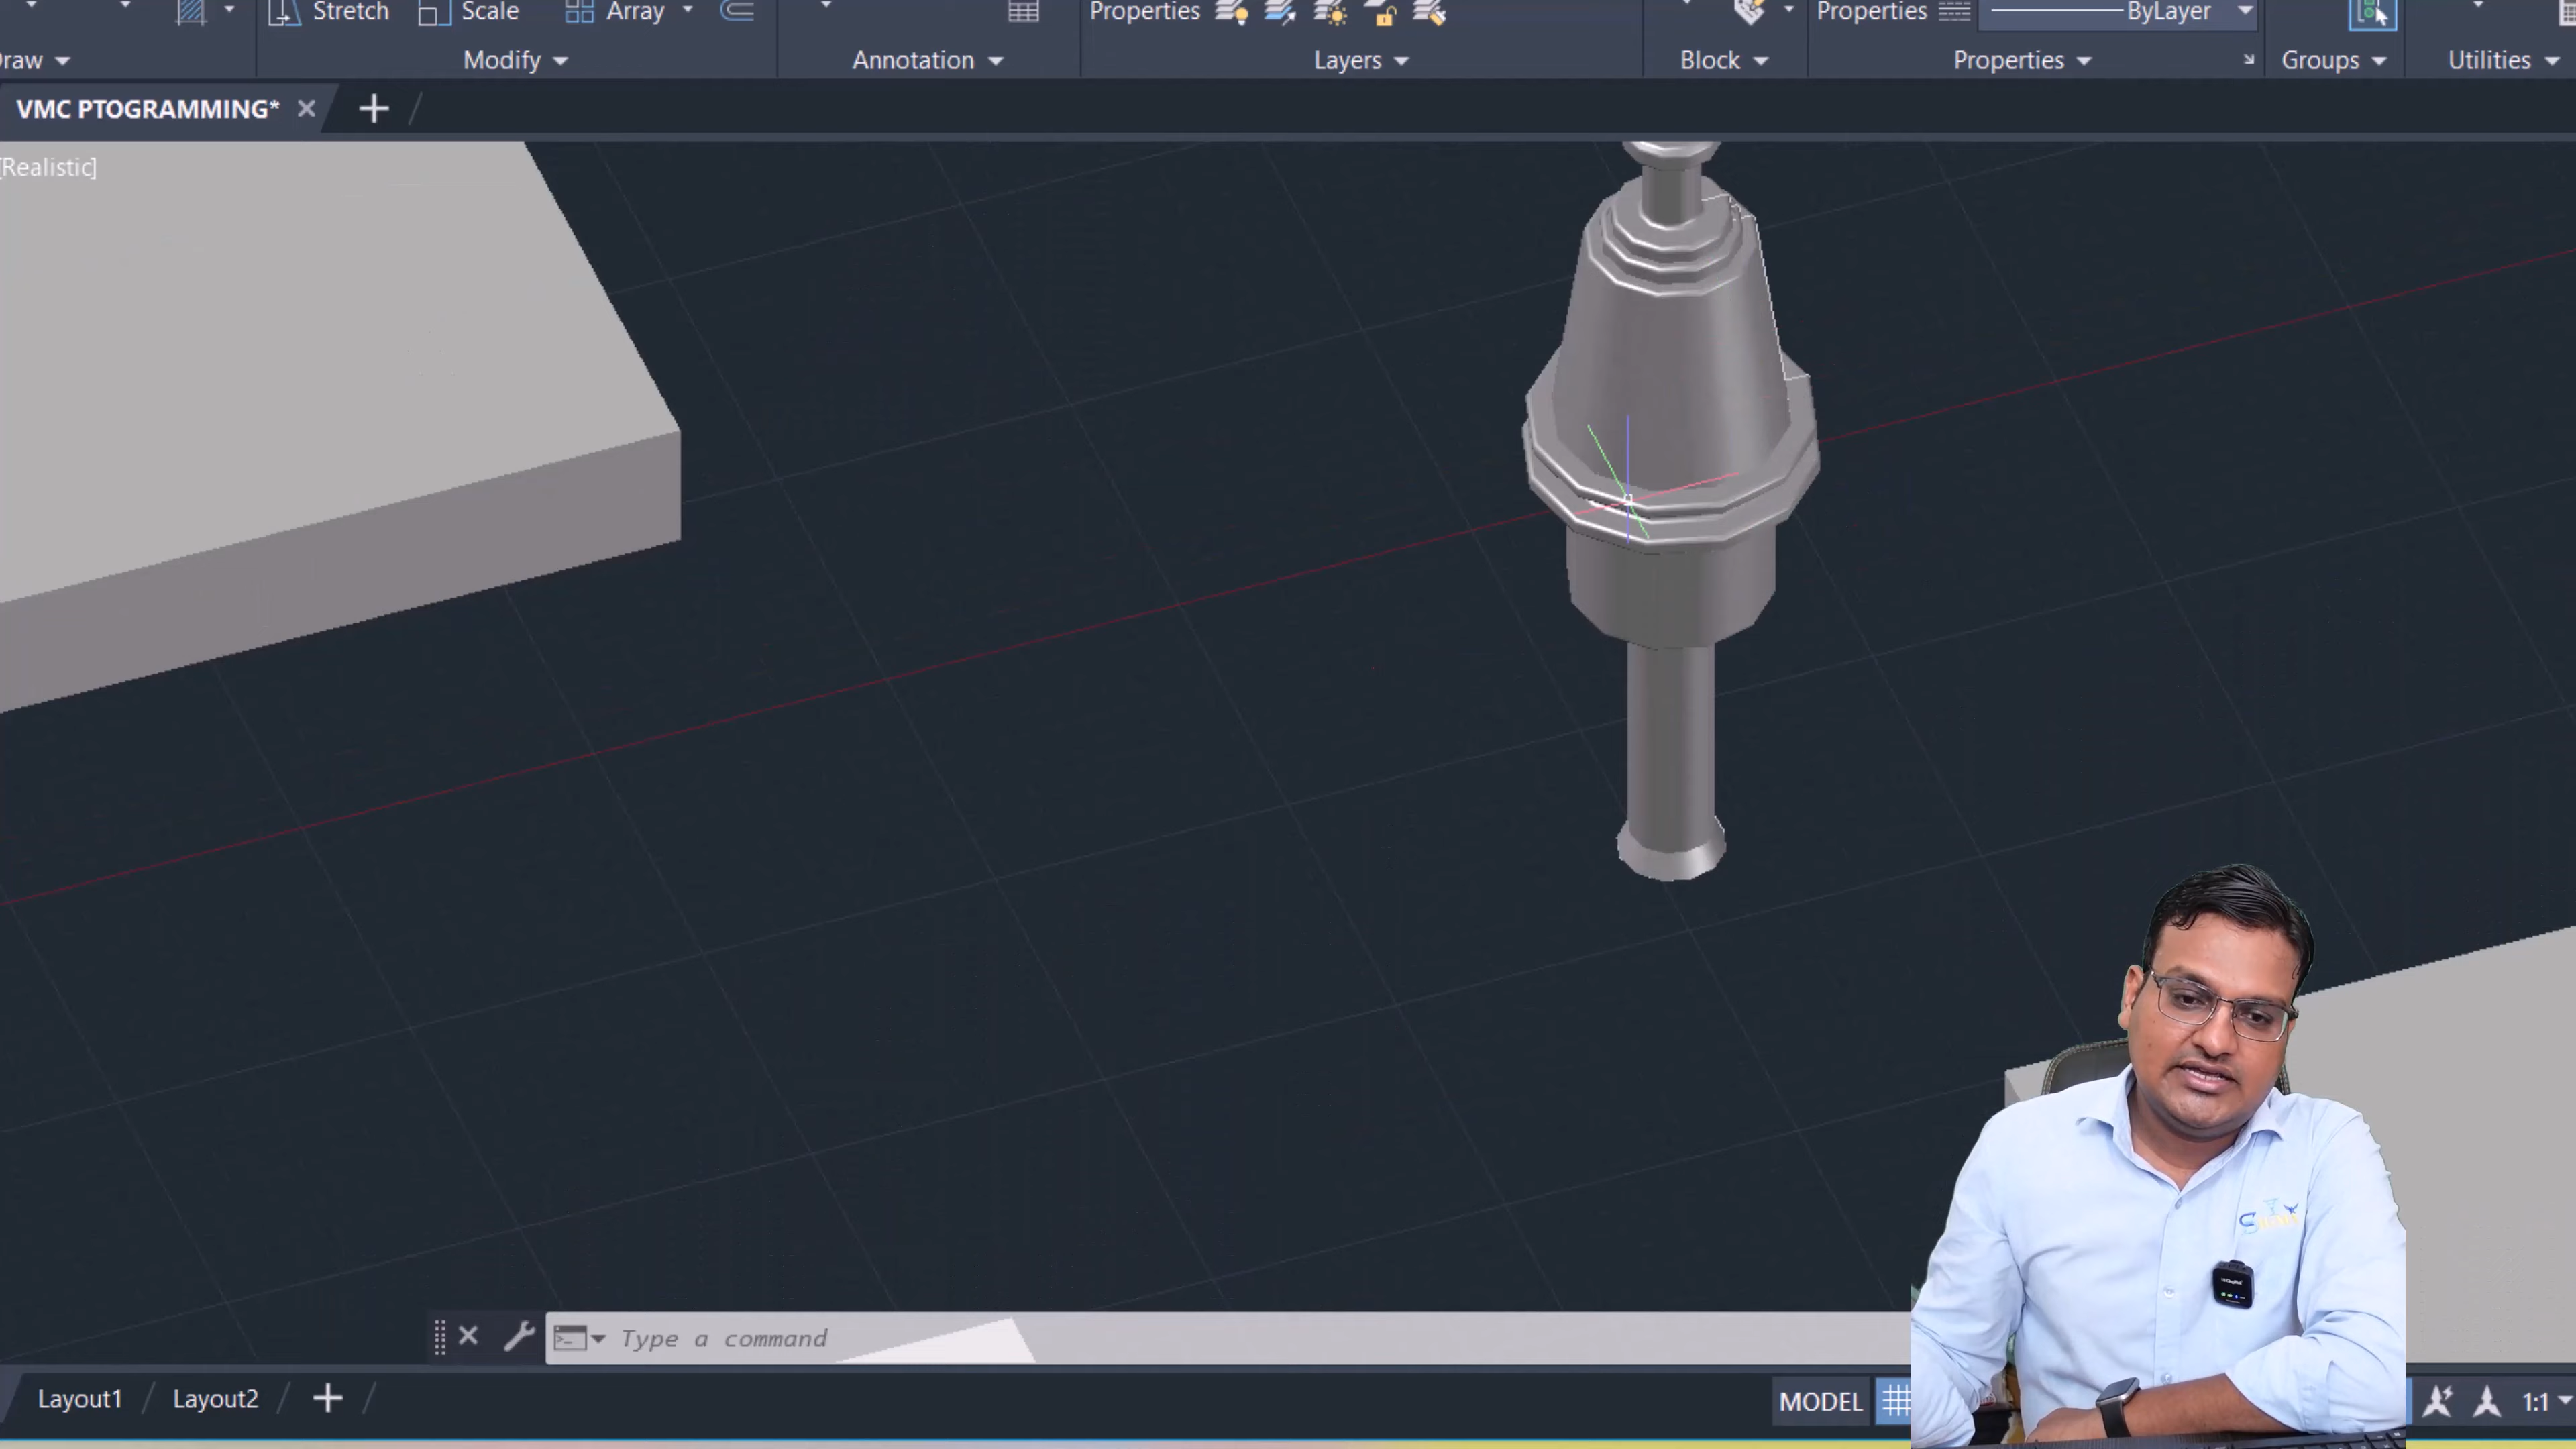 Stretch Scale Array Properties Properties ByLayer
Modify Annotation Layers Block Properties Groups Utilities
VMC PTOGRAMMING*
[Realistic]
Type a command
Layout1 Layout2 MODEL 1:1